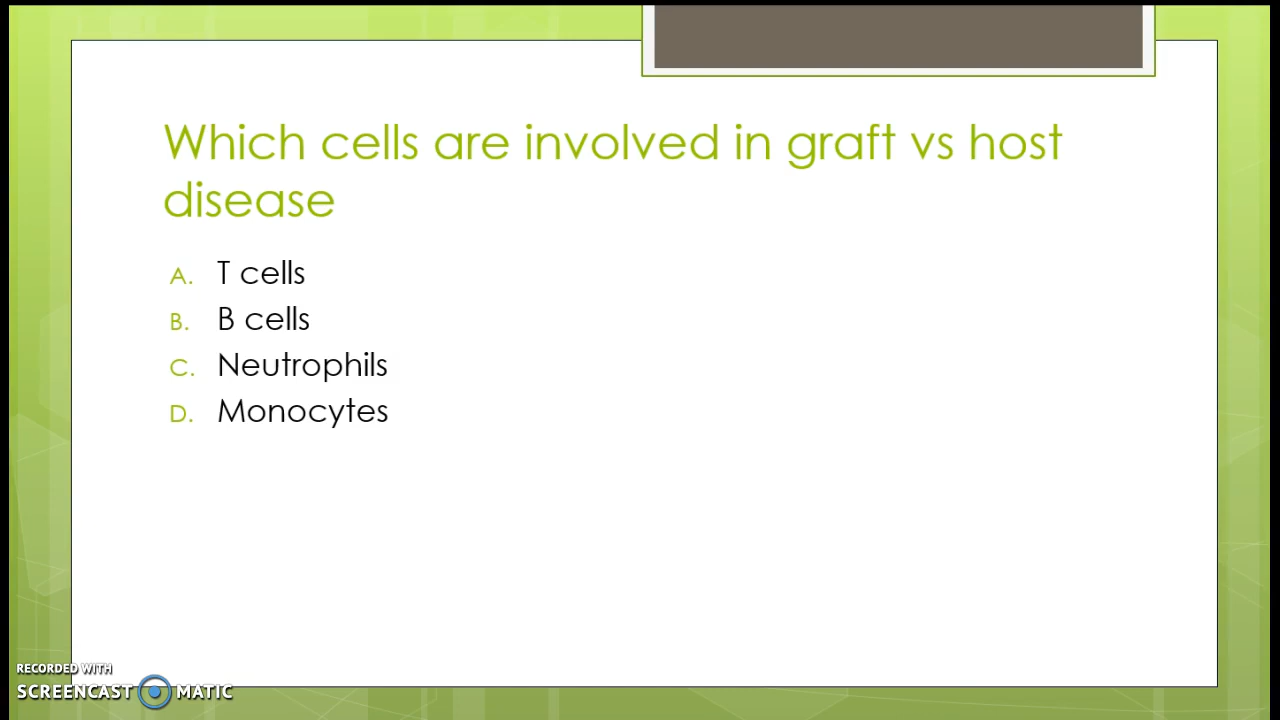 Which cells are involved in graft vs host
disease
A. T cells
B. B cells
C. Neutrophils
D. Monocytes
RECORDED WITH
SCREENCAST MATIC